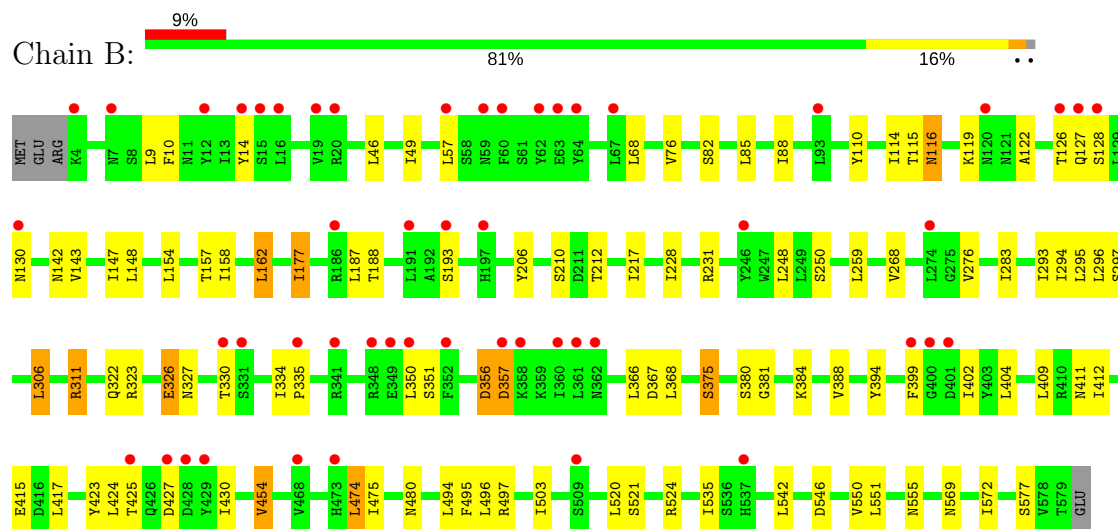 9%
Chain B:
81% 16% • •
MET GLU ARG K4 N7 S8 L9 F10 N11 Y12 I13 Y14 S15 L16 V19 R20 L46 I49 L57 S58 N59 F60 S61 Y62 E63 Y64 L67 L68 V76 S82 L85 I88 L93 Y110 I114 T115 N116 K119 N120 N121 A122 T126 Q127 S128 L129
N130 N142 V143 I147 L148 L154 T157 I158 L162 I177 R186 L187 T188 L191 A192 S193 H197 Y206 S210 D211 T212 I217 I228 R231 Y246 W247 L248 L249 S250 L259 V268 L274 G275 V276 I283 I293 I294 L295 L296 S297
L306 R311 Q322 R323 E326 N327 T330 S331 I334 P335 R341 R348 E349 L350 S351 F352 D356 D357 K358 K359 I360 L361 N362 L366 D367 L368 S375 S380 G381 K384 V388 Y394 F399 G400 D401 I402 Y403 L404 L409 R410 N411 I412
E415 D416 L417 Y423 L424 T425 Q426 D427 D428 Y429 I430 V454 V468 H473 L474 I475 N480 L494 F495 L496 R497 I503 S509 L520 S521 R524 I535 S536 H537 L542 D546 V550 L551 N555 N569 I572 S577 V578 T579 GLU